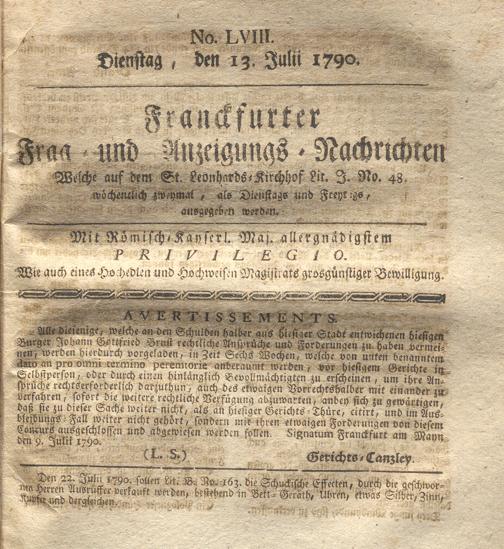 No. LVIII.
Dienstag, den 13. Julii 1790.
Franckfurter
Frag- und Anzeigungs-Nachrichten
Welche auf dem St. Leonhards-Kirchhof Lit. J. No. 48.
wöchentlich zweymal, als Dienstags und Freytags,
ausgegeben werden.
Mit Römisch-Kayserl. Maj. allergnädigstem
PRIVILEGIO.
Wie auch eines Hochedlen und Hochweisen Magistrats grosgünstiger Bewilligung.
AVERTISSEMENTS.
Alle diejenige, welche an den Schulden halber aus hiesiger Stadt entwichenen hiesigen
Burger Johann Gottfried rechtliche Ansprüche und Forderungen zu haben vormei-
nen, werden hierdurch vorgeladen, in Zeit Sechs Wochen, welche von unten benanntem
dato an pro omni termino peremtorie anberaumt werden, vor hiesigem Gerichte in
Selbstperson, oder durch einen hinlänglich Bevollmächtigten zu erscheinen, um ihre An-
sprüche rechtserforderlich darzuthun, auch des etwaigen Vorrechtshalber mit einander zu
verfahren, sofort die weitere rechtliche Verfügung abzuwarten, anbey sich zu gewärtigen,
daß sie zu dieser Sache weiter nicht, als an hiesiger Gerichts-Thüre, citirt, und im Aus-
bleibungs-Fall weiter nicht gehört, sondern mit ihren etwaigen Forderungen von diesem
Concurs ausgeschlossen und abgewiesen werden sollen. Signatum Franckfurt am Mayn
den 9. Julii 1790.
(L. S.) Gerichts-Canzley.
Den 22. Julii 1790. sollen Lit. B. No. 163. die Schuckische Effecten, durch die geschwor-
ne Herren Ausrüffer verkauft werden, bestehend in Bett-Geräth, Uhren, etwas Silber, Zinn,
Kupfer und dergleichen.